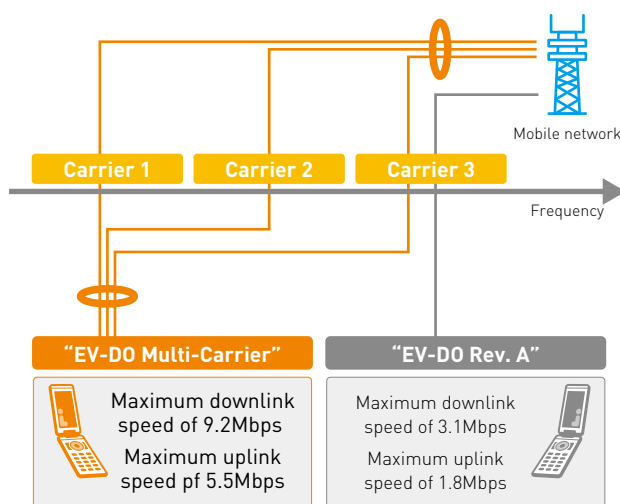 Mobile network
Carrier 1
Carrier 2
Carrier 3
Frequency
“EV-DO Multi-Carrier”
Maximum downlink
speed of 9.2Mbps
Maximum uplink
speed pf 5.5Mbps
“EV-DO Rev. A”
Maximum downlink
speed of 3.1Mbps
Maximum uplink
speed of 1.8Mbps